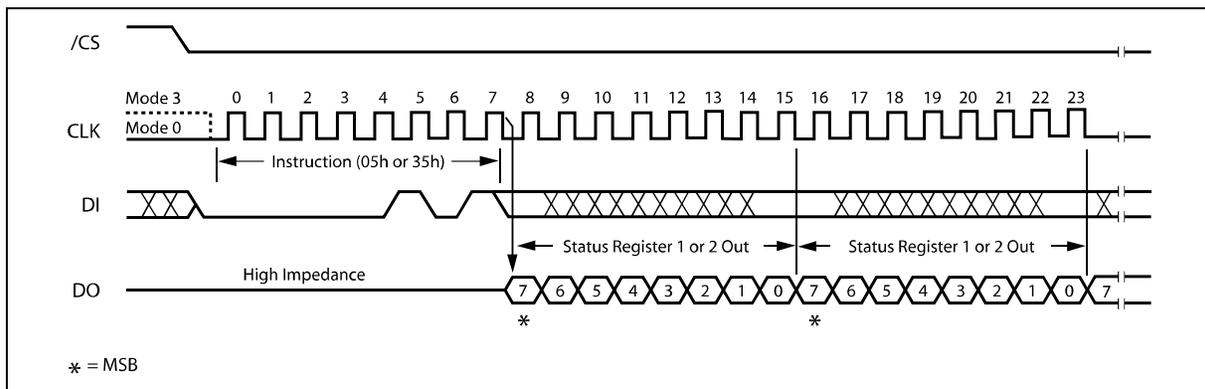 /CS
Mode 3
0 1 2 3 4 5 6 7 8 9 10 11 12 13 14 15 16 17 18 19 20 21 22 23
CLK
Mode 0
Instruction (05h or 35h)
DI
Status Register 1 or 2 Out
Status Register 1 or 2 Out
High Impedance
DO
7 6 5 4 3 2 1 0 7 6 5 4 3 2 1 0 7
* *
* = MSB